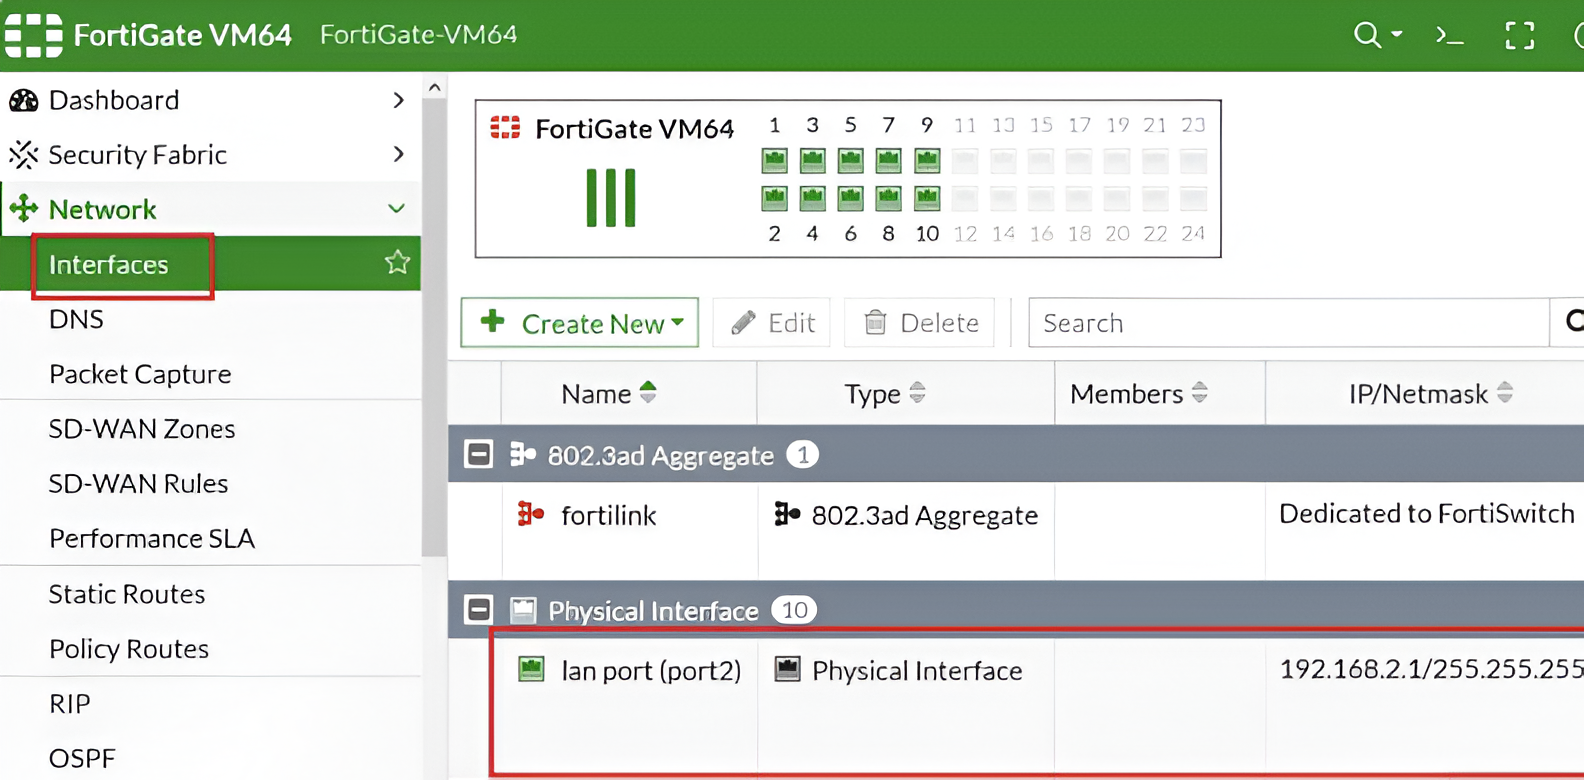 FortiGate VM64 FortiGate-VM64
Dashboard
Security Fabric
Network
Interfaces
DNS
Packet Capture
SD-WAN Zones
SD-WAN Rules
Performance SLA
Static Routes
Policy Routes
RIP
OSPF
FortiGate VM64
1 3 5 7 9 11 13 15 17 19 21 23
2 4 6 8 10 12 14 16 18 20 22 24
Create New Edit Delete Search
Name Type Members IP/Netmask
802.3ad Aggregate 1
fortilink 802.3ad Aggregate Dedicated to FortiSwitch
Physical Interface 10
lan port (port2) Physical Interface 192.168.2.1/255.255.255